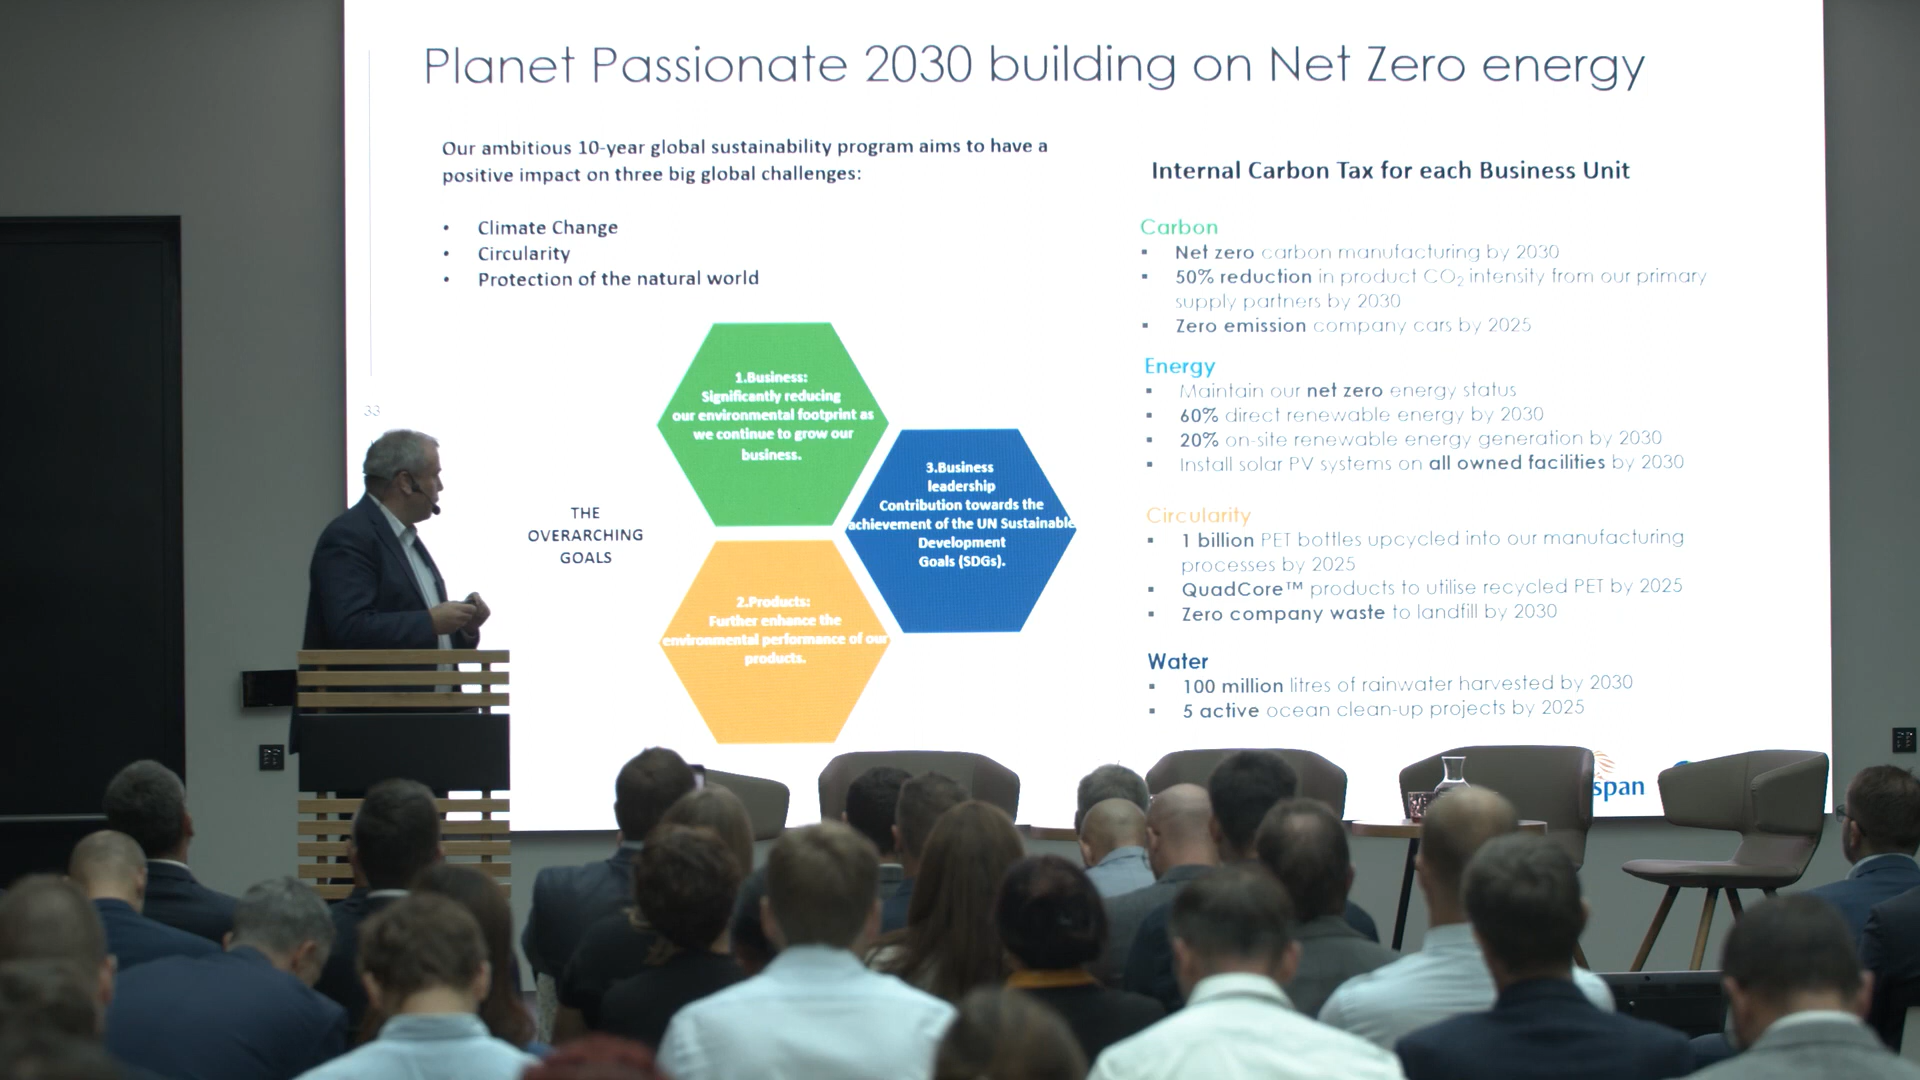 Planet Passionate 2030 building on Net Zero energy
Our ambitious 10-year global sustainability program aims to have a
positive impact on three big global challenges:
• Climate Change
• Circularity
• Protection of the natural world
33
THE
OVERARCHING
GOALS
1.Business:
Significantly reducing
our environmental footprint as
we continue to grow our
business.
2.Products:
Further enhance the
environmental performance of our
products.
3.Business
leadership
Contribution towards the
achievement of the UN Sustainable
Development
Goals (SDGs).
Internal Carbon Tax for each Business Unit
Carbon
▪ Net zero carbon manufacturing by 2030
▪ 50% reduction in product CO₂ intensity from our primary
supply partners by 2030
▪ Zero emission company cars by 2025
Energy
▪ Maintain our net zero energy status
▪ 60% direct renewable energy by 2030
▪ 20% on-site renewable energy generation by 2030
▪ Install solar PV systems on all owned facilities by 2030
Circularity
▪ 1 billion PET bottles upcycled into our manufacturing
processes by 2025
▪ QuadCore™ products to utilise recycled PET by 2025
▪ Zero company waste to landfill by 2030
Water
▪ 100 million litres of rainwater harvested by 2030
▪ 5 active ocean clean-up projects by 2025
span